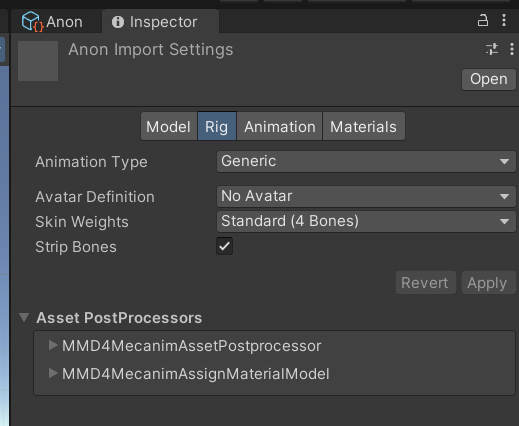 Anon Inspector
Anon Import Settings
Open
Model Rig Animation Materials
Animation Type Generic
Avatar Definition No Avatar
Skin Weights Standard (4 Bones)
Strip Bones
Revert Apply
Asset PostProcessors
MMD4MecanimAssetPostprocessor
MMD4MecanimAssignMaterialModel